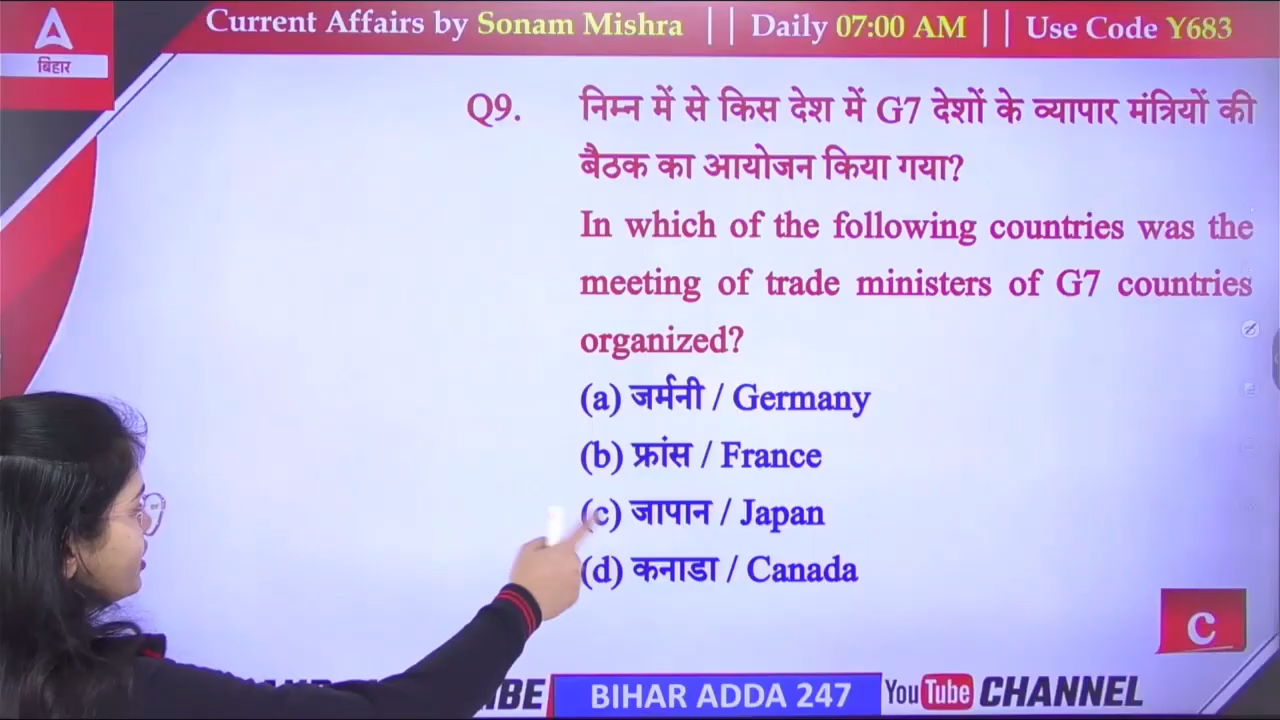 Current Affairs by Sonam Mishra || Daily 07:00 AM || Use Code Y683
बिहार
Q9. निम्न में से किस देश में G7 देशों के व्यापार मंत्रियों की
बैठक का आयोजन किया गया?
In which of the following countries was the
meeting of trade ministers of G7 countries
organized?
(a) जर्मनी / Germany
(b) फ्रांस / France
(c) जापान / Japan
(d) कनाडा / Canada
C
BIHAR ADDA 247 YouTube CHANNEL